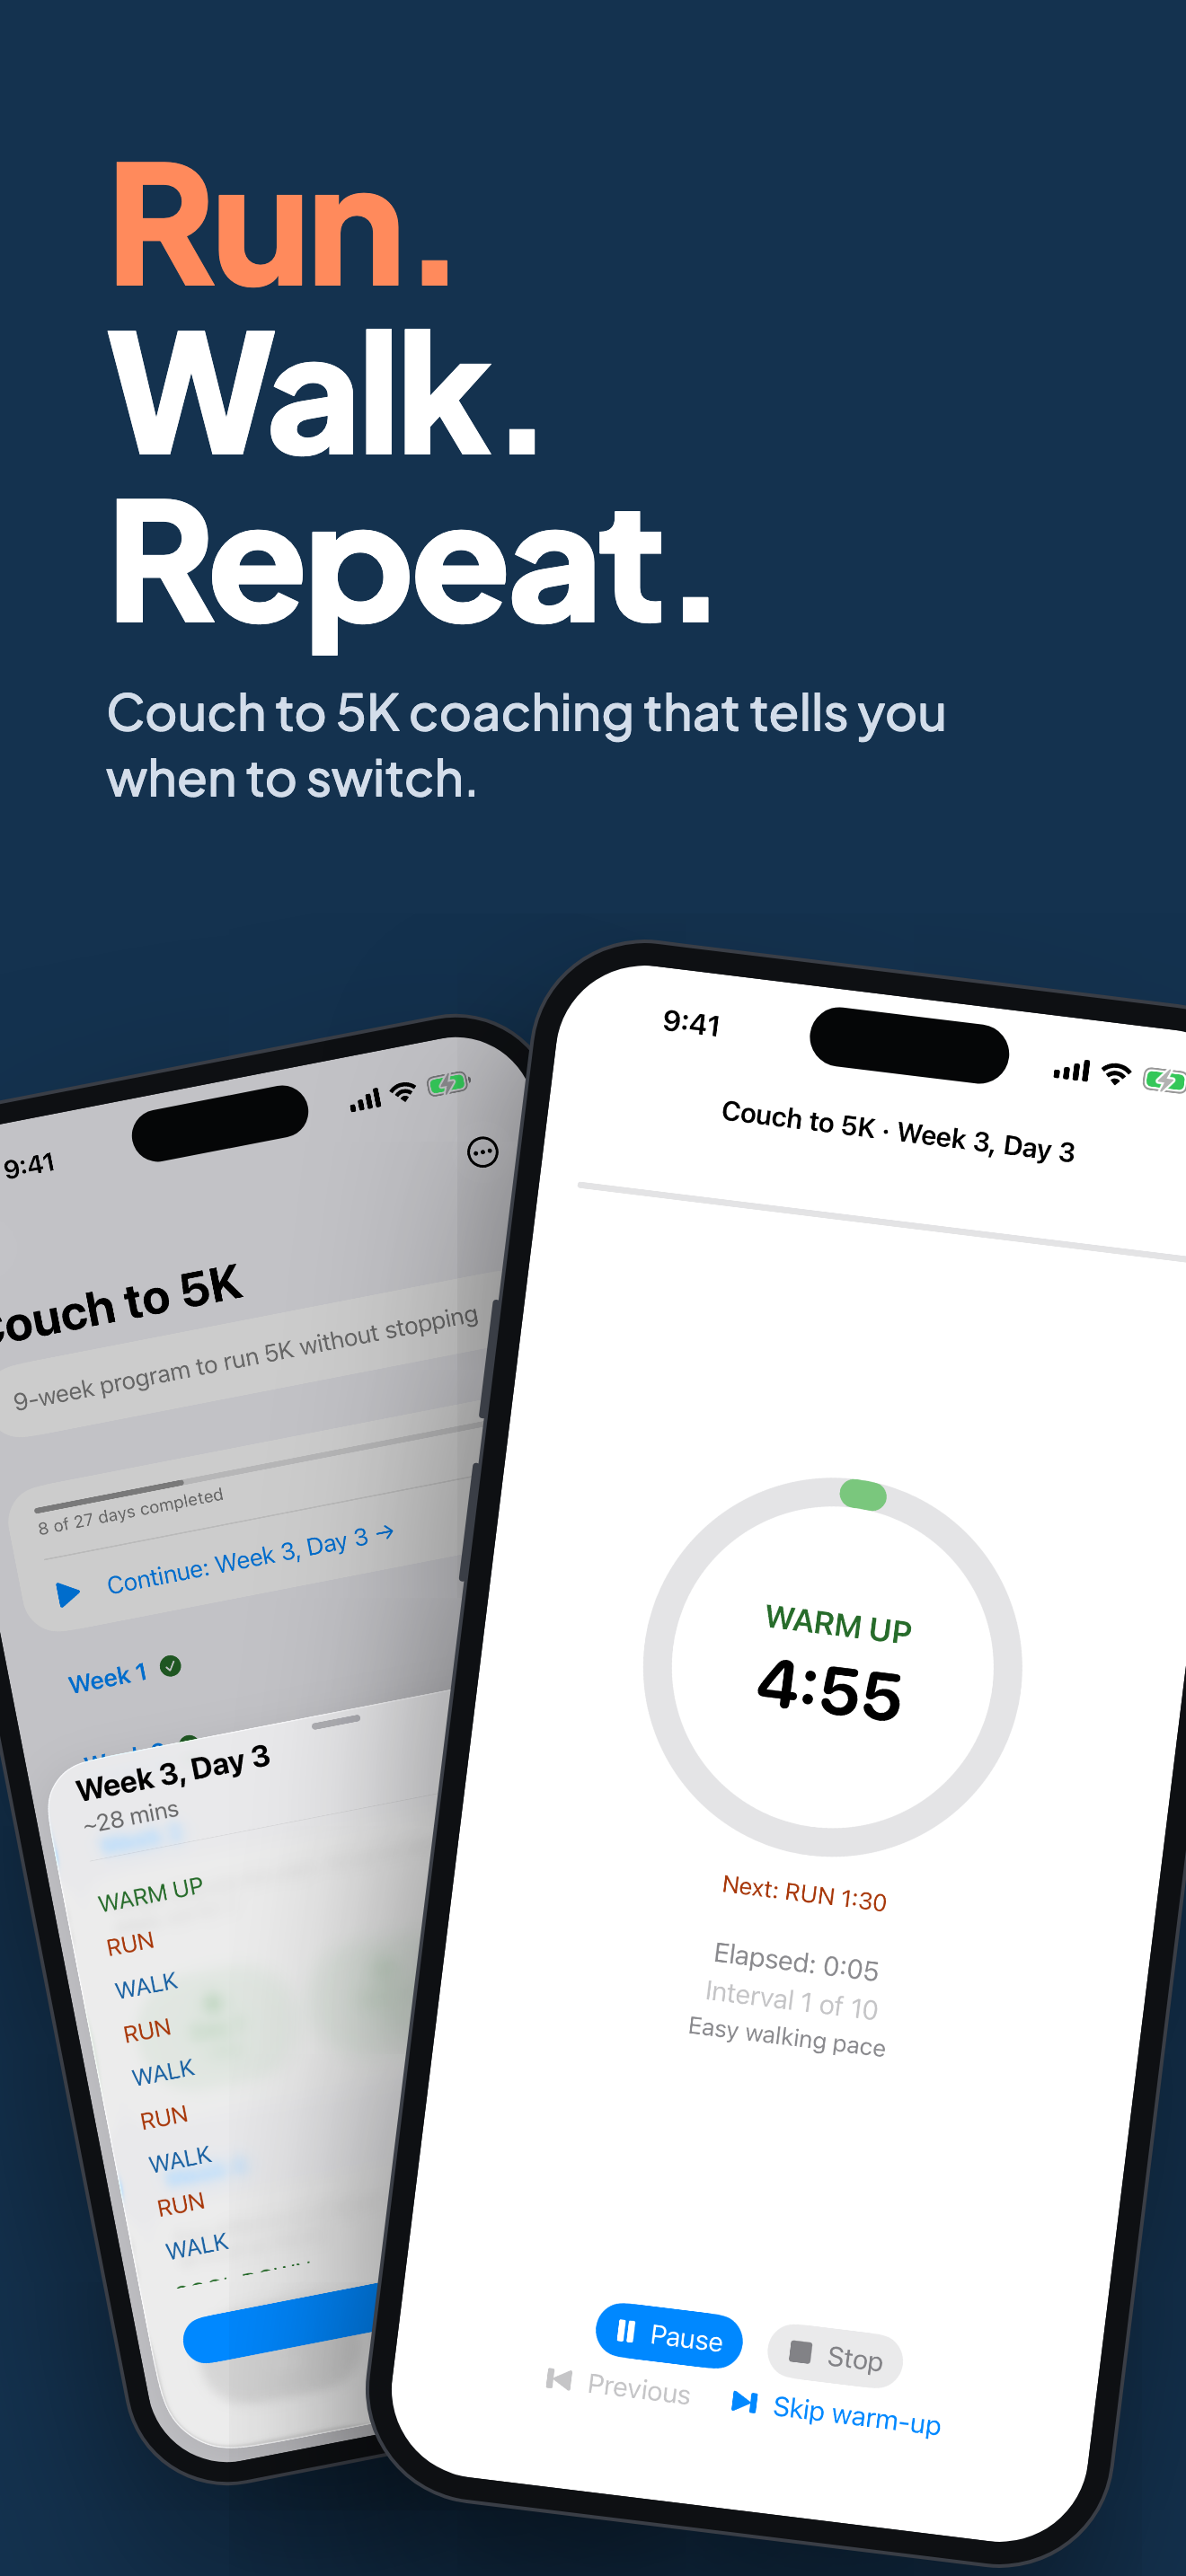 Run.
Walk.
Repeat.
Couch to 5K coaching that tells you
when to switch.
9:41
Couch to 5K
9-week program to run 5K without stopping
8 of 27 days completed
Continue: Week 3, Day 3 →
Week 1
Week 3, Day 3
~28 mins
WARM UP
RUN
WALK
RUN
WALK
RUN
WALK
RUN
WALK
9:41
Couch to 5K · Week 3, Day 3
WARM UP
4:55
Next: RUN 1:30
Elapsed: 0:05
Interval 1 of 10
Easy walking pace
Pause
Stop
Previous
Skip warm-up